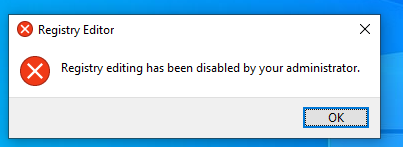 Registry Editor
Registry editing has been disabled by your administrator.
OK